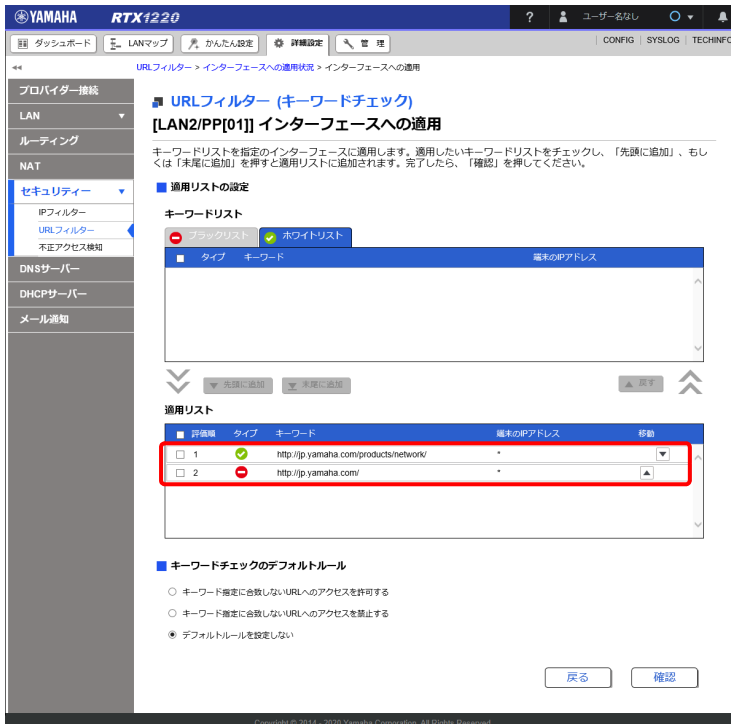 YAMAHA RTX1220 ? ユーザーなし
ダッシュボード LANマップ かんたん設定 詳細設定 管 理 CONFIG SYSLOG TECHINFO
URLフィルター > インターフェースへの適用状況 > インターフェースへの適用
プロバイダー接続
LAN
ルーティング
NAT
セキュリティー
IPフィルター
URLフィルター
不正アクセス検知
DNSサーバー
DHCPサーバー
メール通知
URLフィルター (キーワードチェック)
[LAN2/PP[01]] インターフェースへの適用
キーワードリストを指定のインターフェースに適用します。適用したいキーワードリストをチェックし、「先頭に追加」、もし
くは「末尾に追加」を押すと適用リストに追加されます。完了したら、「確認」を押してください。
適用リストの設定
キーワードリスト
ブラックリスト ホワイトリスト
タイプ キーワード 端末のIPアドレス
先頭に追加 末尾に追加 戻す
適用リスト
評価順 タイプ キーワード 端末のIPアドレス 移動
1 http://jp.yamaha.com/products/network/ *
2 http://jp.yamaha.com/ *
キーワードチェックのデフォルトルール
キーワード指定に合致しないURLへのアクセスを許可する
キーワード指定に合致しないURLへのアクセスを禁止する
デフォルトルールを設定しない
戻る 確認
Copyright © 2014 - 2020 Yamaha Corporation. All Rights Reserved.